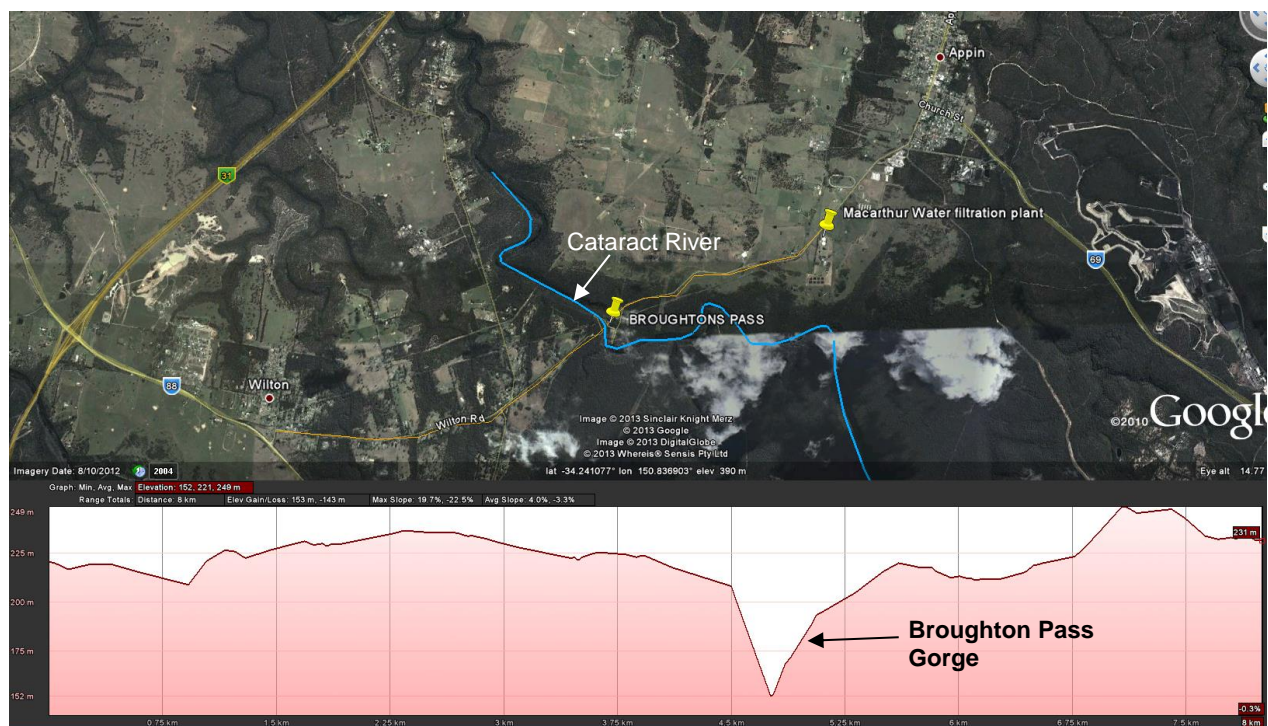 Appin
Church St
31
Macarthur Water filtration plant
Cataract River
69
BROUGHTONS PASS
88
Wilton
Wilton Rd
Image © 2013 Sinclair Knight Merz
© 2013 Google
Image © 2013 DigitalGlobe
© 2013 Whereis® Sensis Pty Ltd
©2010 Google
Imagery Date: 8/10/2012 2004 lat -34.241077° lon 150.836903° elev 390 m Eye alt 14.77
Graph: Min, Avg, Max Elevation: 152, 221, 249 m
Range Totals: Distance: 8 km Elev Gain/Loss: 153 m, -143 m Max Slope: 19.7%, -22.5% Avg Slope: 4.0%, -3.3%
249 m
231 m
225 m
200 m
Broughton Pass
Gorge
175 m
152 m
-0.3%
0.75 km 1.5 km 2.25 km 3 km 3.75 km 4.5 km 5.25 km 6 km 6.75 km 7.5 km 8 km